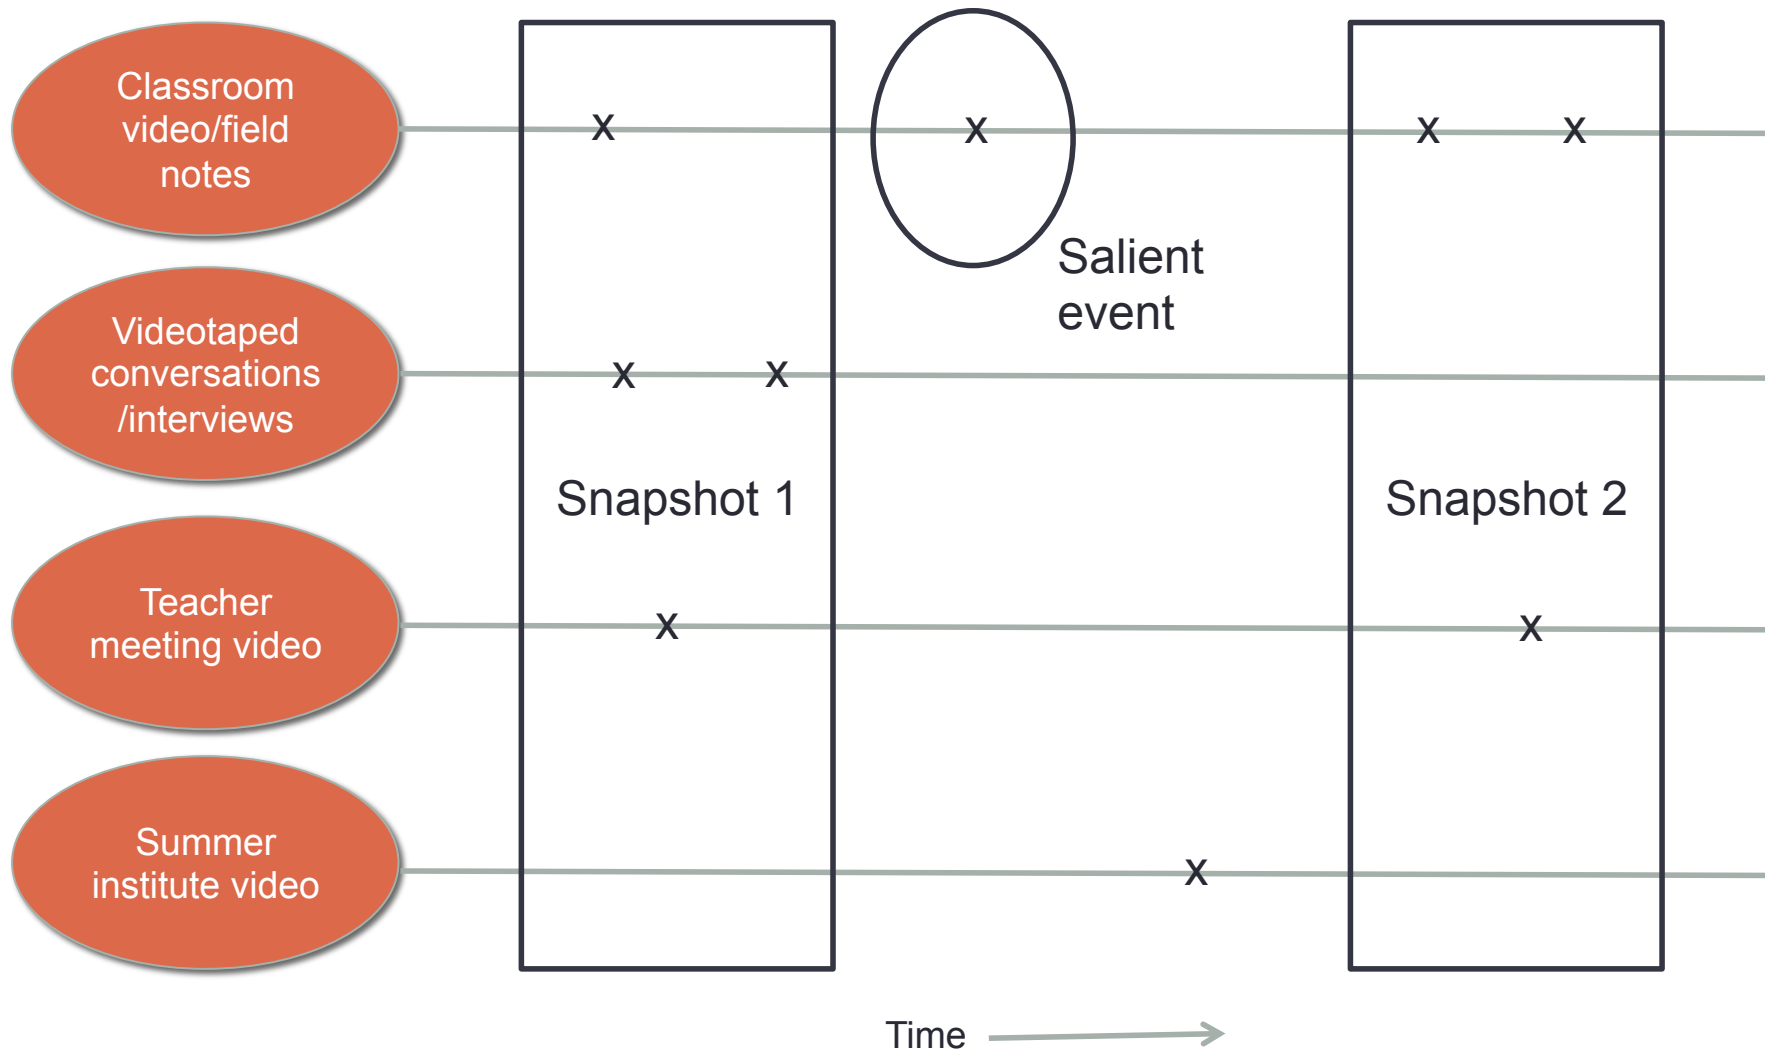 Classroom
video/field
notes
x
x
x
x
Salient
event
Videotaped
conversations
/interviews
x
x
Snapshot 1
Snapshot 2
Teacher
meeting video
x
x
Summer
institute video
x
Time